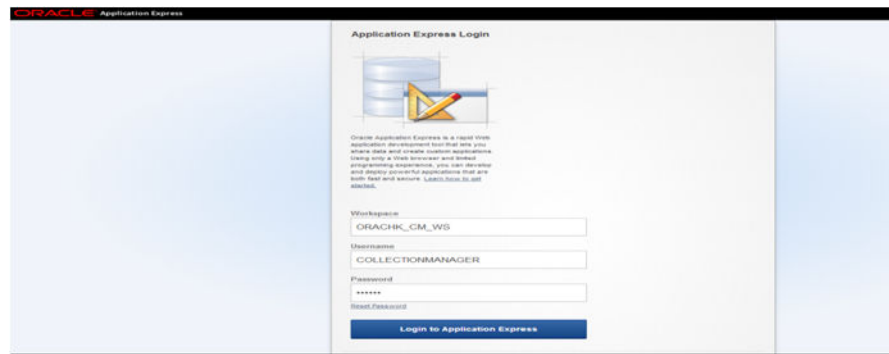 ORACLE Application Express
Application Express Login
Oracle Application Express is a rapid Web
application development tool that lets you
share data and create custom applications.
Using only a Web browser and limited
programming experience, you can develop
and deploy powerful applications that are
both fast and secure. Learn how to get
started.
Workspace
ORACHK_CM_WS
Username
COLLECTIONMANAGER
Password
••••••
Reset Password
Login to Application Express